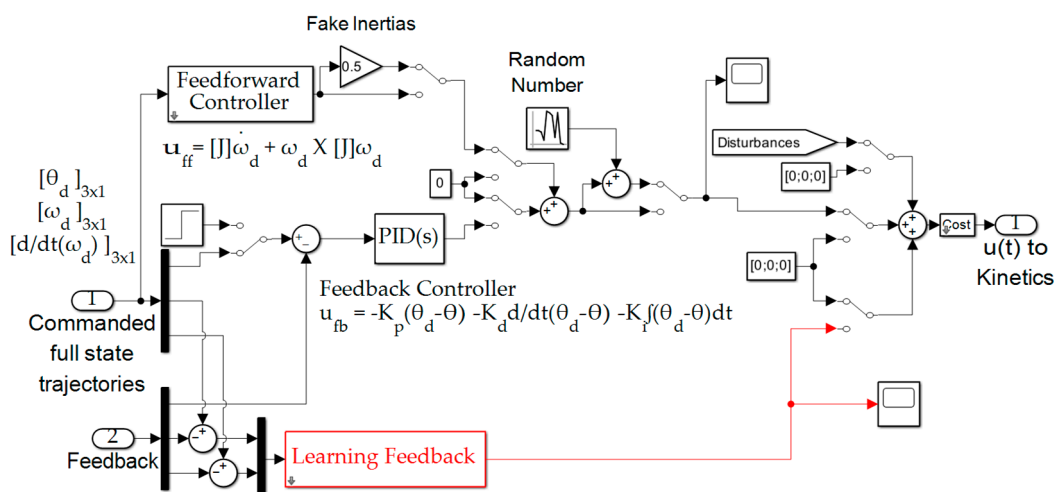 Fake Inertias
0.5
Feedforward
Controller
u_ff = [J]ω̇_d + ω_d X [J]ω_d
Random
Number
Disturbances
[0;0;0]
[θ_d]_3x1
[ω_d]_3x1
[d/dt(ω_d)]_3x1
0
+
+
+
+
+
−
PID(s)
+
+
+
+
Cost
1
u(t) to
Kinetics
[0;0;0]
Feedback Controller
u_fb = -K_p(θ_d-θ) -K_d d/dt(θ_d-θ) -K_i∫(θ_d-θ)dt
1
Commanded
full state
trajectories
2
Feedback
−
+
−
+
Learning Feedback